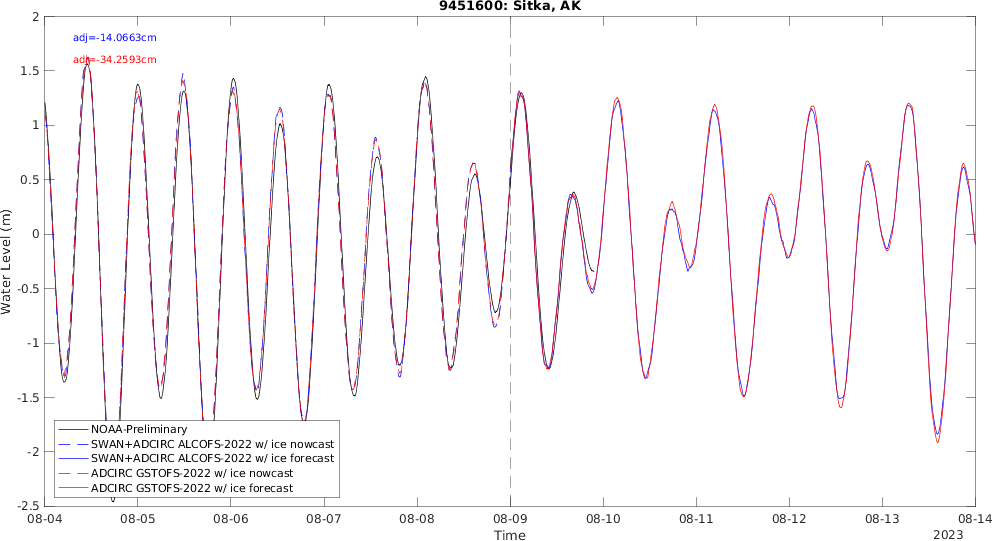 9451600: Sitka, AK
adj=-14.0663cm
adj=-34.2593cm
2
1.5
1
0.5
0
-0.5
-1
-1.5
-2
-2.5
Water Level (m)
NOAA-Preliminary
SWAN+ADCIRC ALCOFS-2022 w/ ice nowcast
SWAN+ADCIRC ALCOFS-2022 w/ ice forecast
ADCIRC GSTOFS-2022 w/ ice nowcast
ADCIRC GSTOFS-2022 w/ ice forecast
08-04 08-05 08-06 08-07 08-08 08-09 08-10 08-11 08-12 08-13 08-14
Time
2023